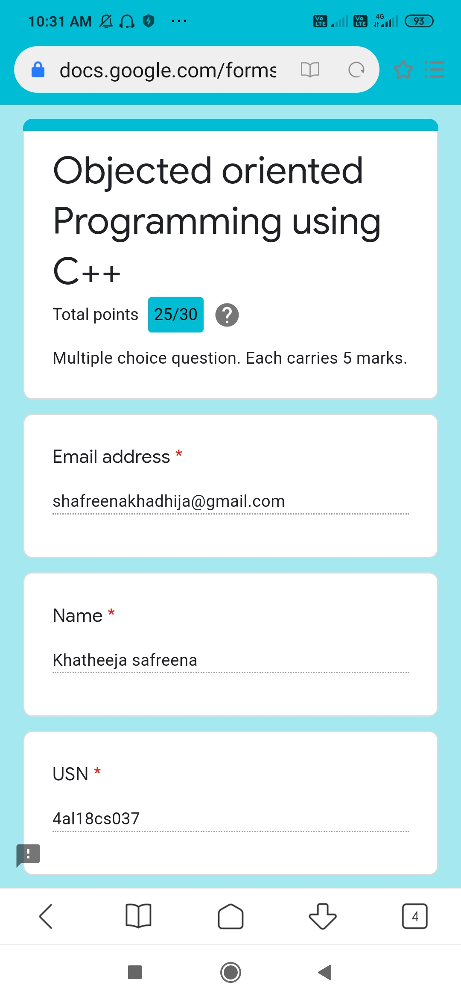 10:31 AM ... Vo LTE Vo LTE 4G 93
docs.google.com/forms
Objected oriented
Programming using
C++
Total points 25/30 ?
Multiple choice question. Each carries 5 marks.
Email address *
shafreenakhadhija@gmail.com
Name *
Khatheeja safreena
USN *
4al18cs037
4